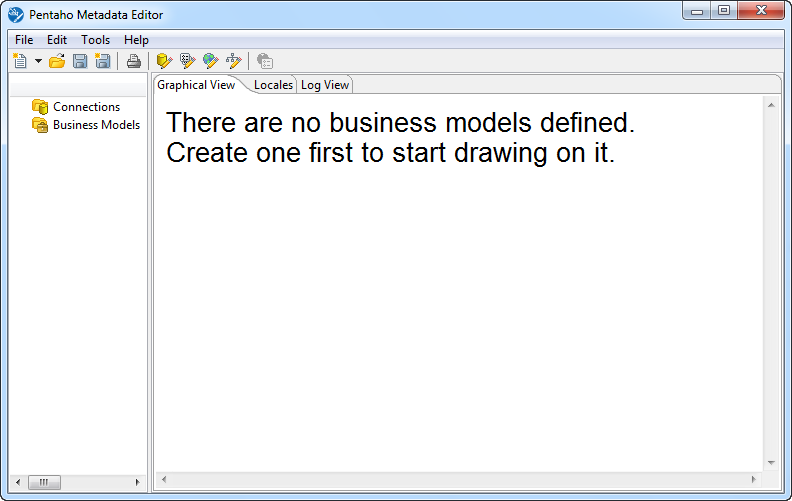 Pentaho Metadata Editor
File Edit Tools Help
Connections
Business Models
Graphical View Locales Log View
There are no business models defined.
Create one first to start drawing on it.